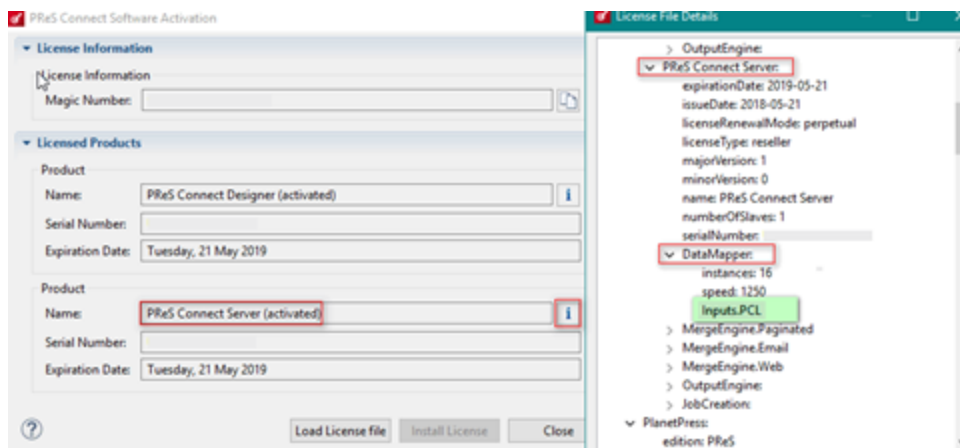 PReS Connect Software Activation
License Information
License Information
Magic Number:
Licensed Products
Product
Name: PReS Connect Designer (activated) i
Serial Number:
Expiration Date: Tuesday, 21 May 2019
Product
Name: PReS Connect Server (activated) i
Serial Number:
Expiration Date: Tuesday, 21 May 2019
? Load License file Install License Close
License File Details
> OutputEngine:
PReS Connect Server:
expirationDate: 2019-05-21
issueDate: 2018-05-21
licenseRenewalMode: perpetual
licenseType: reseller
majorVersion: 1
minorVersion: 0
name: PReS Connect Server
numberOfSlaves: 1
serialNumber:
DataMapper:
instances: 16
speed: 1250
Inputs.PCL
> MergeEngine.Paginated
> MergeEngine.Email
> MergeEngine.Web
> OutputEngine:
> JobCreation:
PlanetPress:
edition: PReS